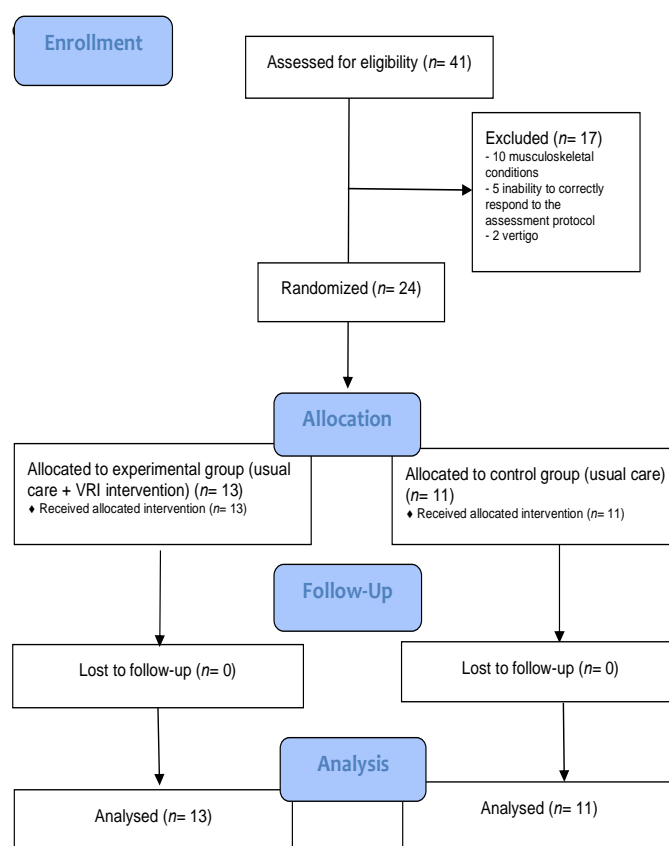 Enrollment
Assessed for eligibility (n= 41)
Excluded (n= 17)
- 10 musculoskeletal
conditions
- 5 inability to correctly
respond to the
assessment protocol
- 2 vertigo
Randomized (n= 24)
Allocation
Allocated to experimental group (usual
care + VRI intervention) (n= 13)
♦ Received allocated intervention (n= 13)
Allocated to control group (usual care)
(n= 11)
♦ Received allocated intervention (n= 11)
Follow-Up
Lost to follow-up (n= 0)
Lost to follow-up (n= 0)
Analysis
Analysed (n= 13)
Analysed (n= 11)